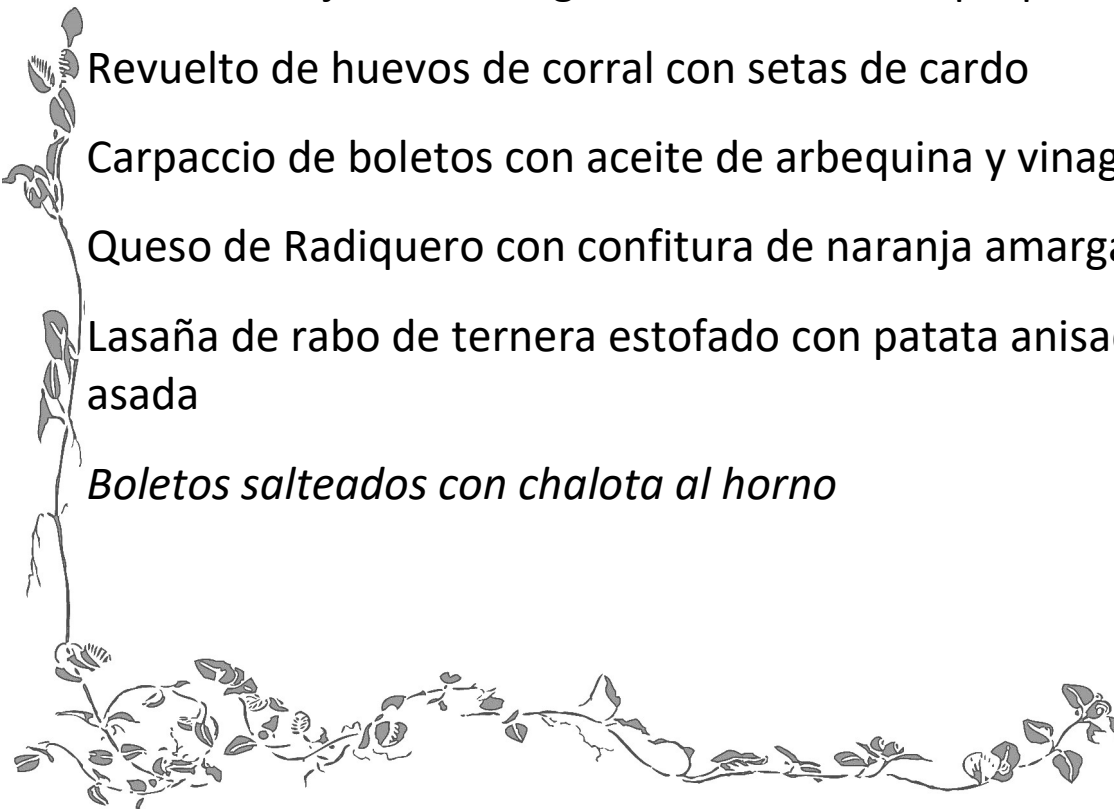 Revuelto de huevos de corral con setas de cardo
Carpaccio de boletos con aceite de arbequina y
Queso de Radiquero con confitura de naranja amarga
Lasaña de rabo de ternera estofado con patata
asada
Boletos salteados con chalota al horno